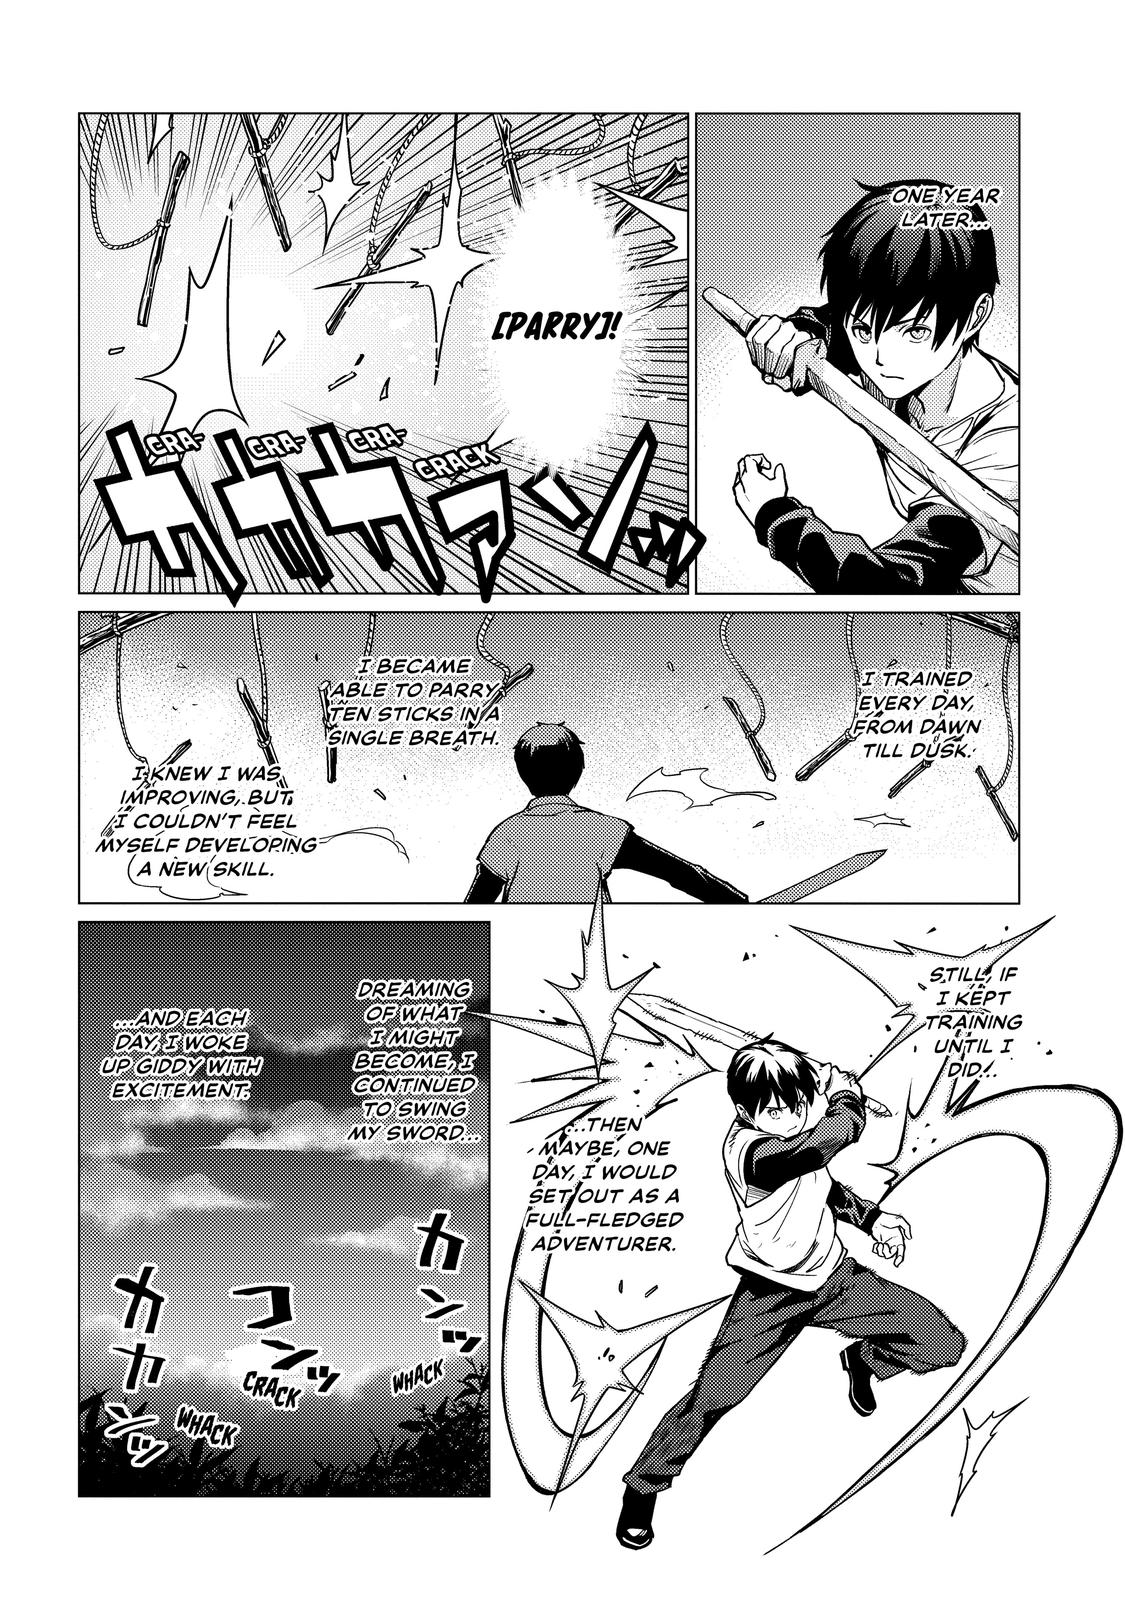 ONE YEAR
LATER...
[PARRY]!
CRA-
CRA-
CRA-
CRACK
カカカァンッ
I TRAINED
EVERY DAY,
FROM DAWN
TILL DUSK.
I BECAME
ABLE TO PARRY
TEN STICKS IN A
SINGLE BREATH.
I KNEW I WAS
IMPROVING, BUT
I COULDN'T FEEL
MYSELF DEVELOPING
A NEW SKILL.
STILL, IF
I KEPT
TRAINING
UNTIL I
DID...
...THEN
MAYBE, ONE
DAY, I WOULD
SET OUT AS A
FULL-FLEDGED
ADVENTURER.
DREAMING
OF WHAT
I MIGHT
BECOME, I
CONTINUED
TO SWING
MY SWORD...
...AND EACH
DAY, I WOKE
UP GIDDY WITH
EXCITEMENT.
カンッ
WHACK
コンッ
CRACK
カカンッ
WHACK